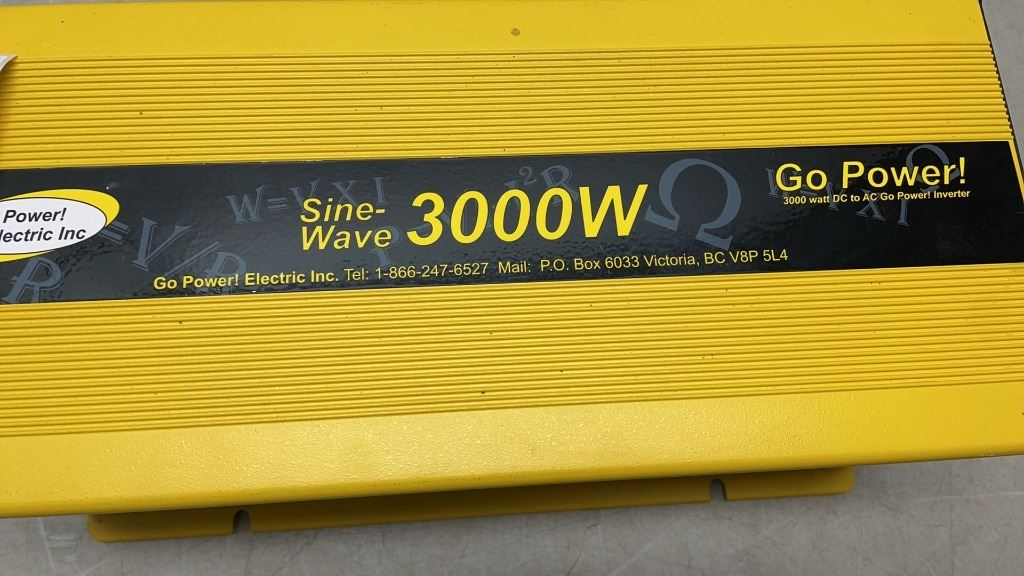 Power!
lectric Inc
Sine-
Wave 3000W
Go Power!
3000 watt DC to AC Go Power! Inverter
Go Power! Electric Inc. Tel: 1-866-247-6527 Mail: P.O. Box 6033 Victoria, BC V8P 5L4
W=V X I
I²R
Ω
=V/R
R